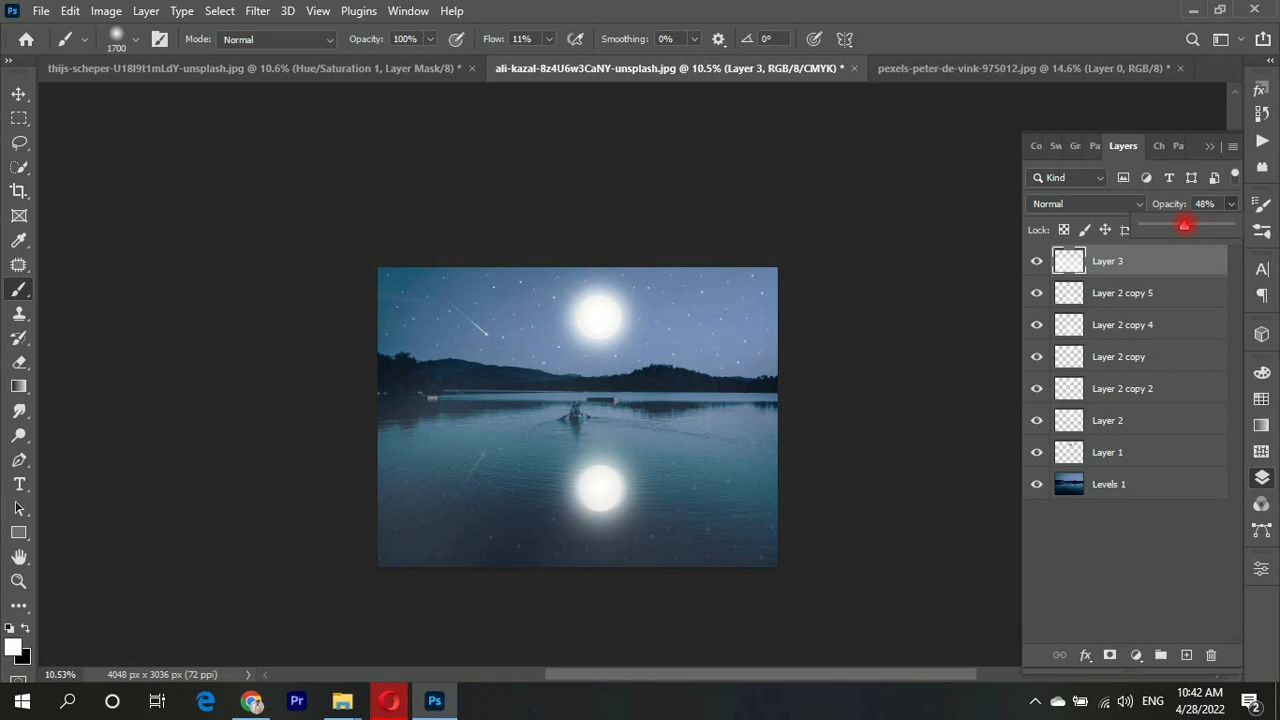 Ps File Edit Image Layer Type Select Filter 3D View Plugins Window Help
1700 Mode: Normal Opacity: 100% Flow: 11% Smoothing: 0% 0°
thijs-scheper-U18I9t1mLdY-unsplash.jpg @ 10.6% (Hue/Saturation 1, Layer Mask/8) * ali-kazal-8z4U6w3CaNY-unsplash.jpg @ 10.5% (Layer 3, RGB/8/CMYK) * pexels-peter-de-vink-975012.jpg @ 14.6% (Layer 0, RGB/8) *
Co Sw Gr Pa Layers Ch Pa
Kind
Normal Opacity: 48%
Lock:
Layer 3
Layer 2 copy 5
Layer 2 copy 4
Layer 2 copy
Layer 2 copy 2
Layer 2
Layer 1
Levels 1
10.53% 4048 px x 3036 px (72 ppi)
Pr Ps ENG 10:42 AM
4/28/2022 2